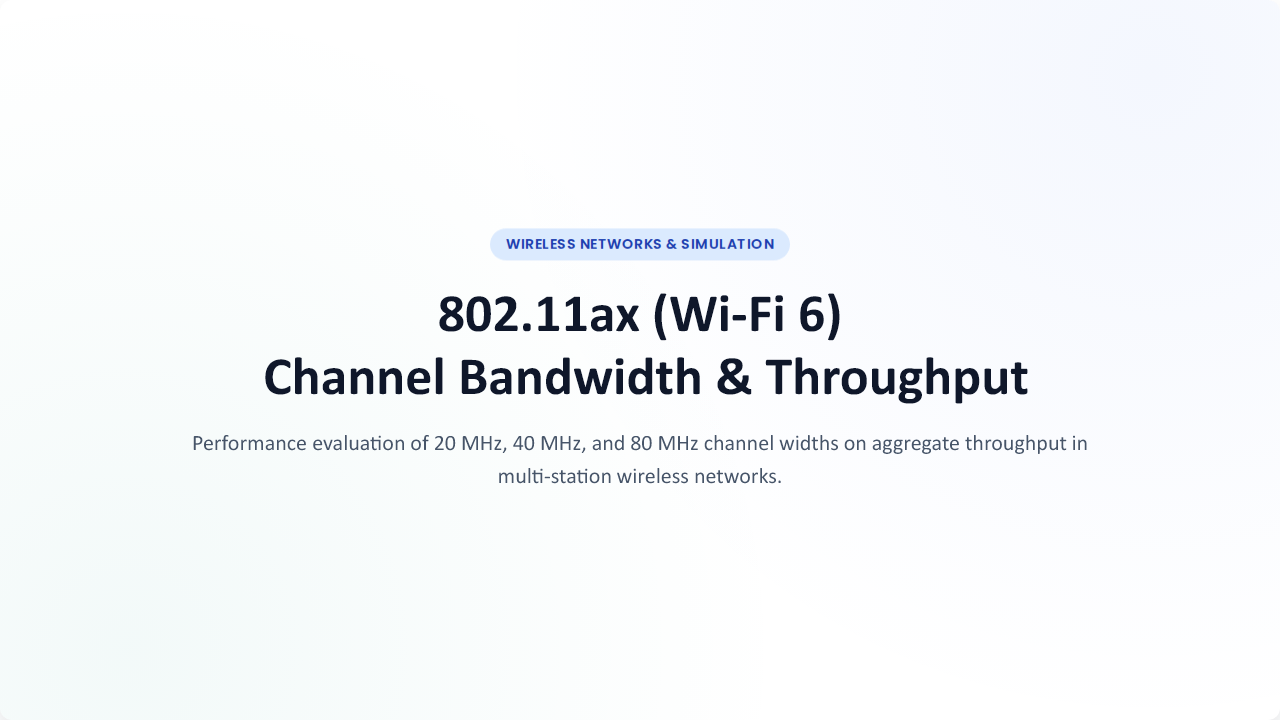 WIRELESS NETWORKS & SIMULATION
802.11ax (Wi-Fi 6)
Channel Bandwidth & Throughput
Performance evaluation of 20 MHz, 40 MHz, and 80 MHz channel widths on aggregate throughput in
multi-station wireless networks.